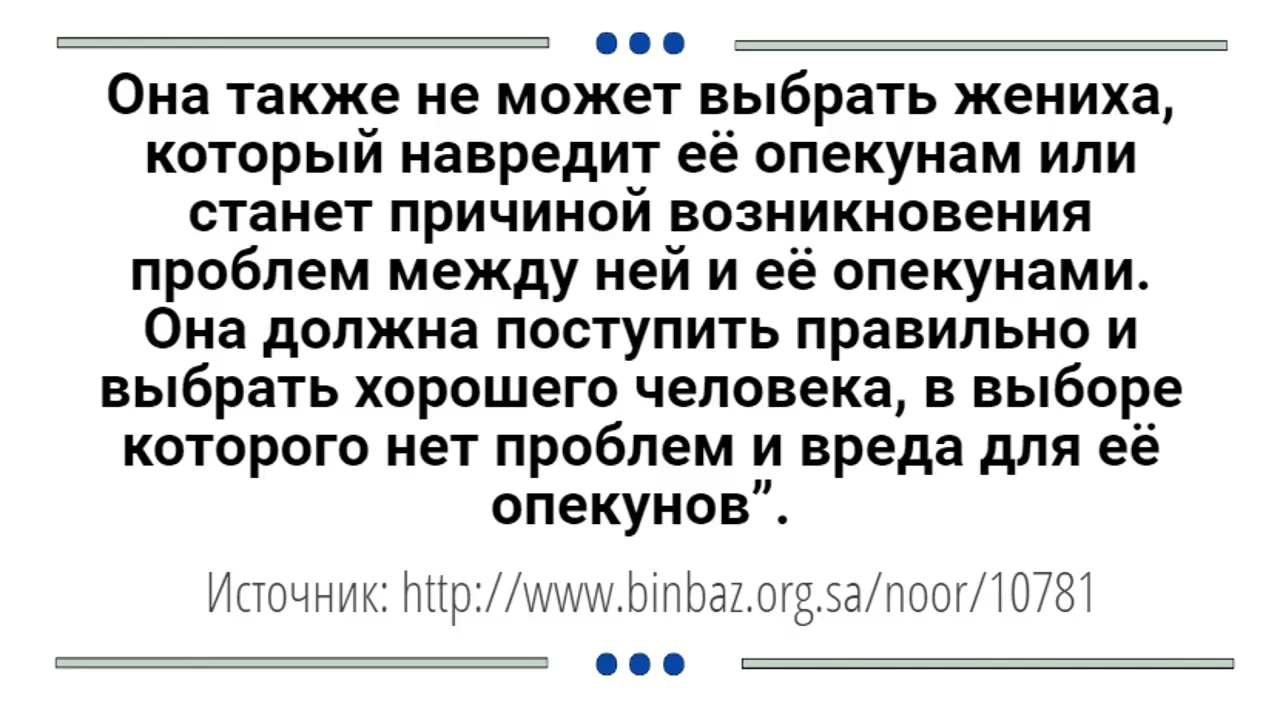 Она также не может выбрать жениха,
который навредит её опекунам или
станет причиной возникновения
проблем между ней и её опекунами.
Она должна поступить правильно и
выбрать хорошего человека, в выборе
которого нет проблем и вреда для её
опекунов”.
Источник: http://www.binbaz.org.sa/noor/10781